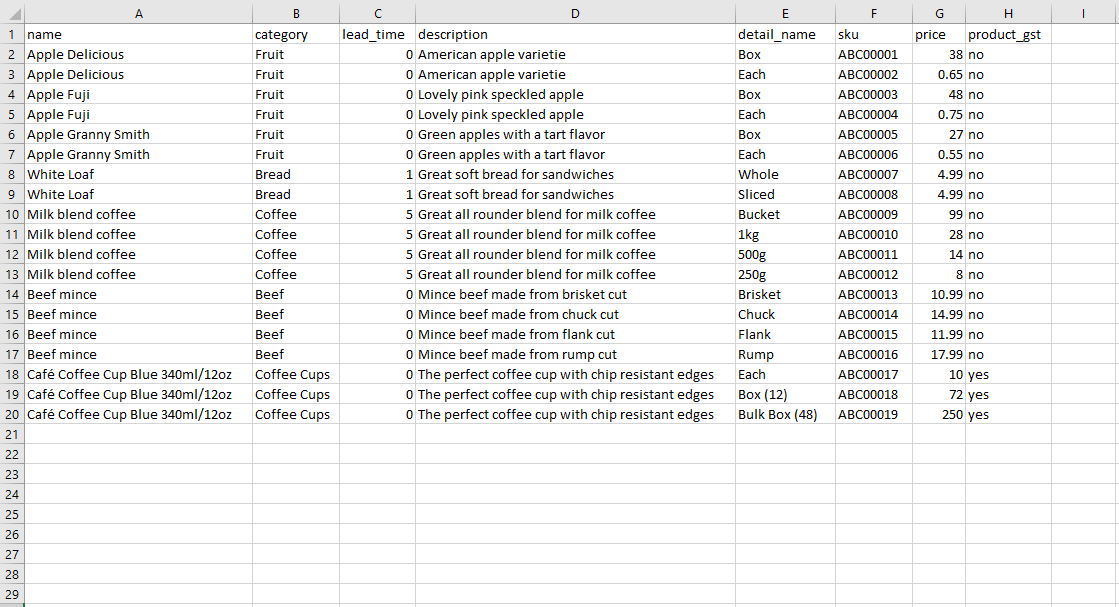 A B C D E F G H I
1 name category lead_time description detail_name sku price product_gst
2 Apple Delicious Fruit 0 American apple varietie Box ABC00001 38 no
3 Apple Delicious Fruit 0 American apple varietie Each ABC00002 0.65 no
4 Apple Fuji Fruit 0 Lovely pink speckled apple Box ABC00003 48 no
5 Apple Fuji Fruit 0 Lovely pink speckled apple Each ABC00004 0.75 no
6 Apple Granny Smith Fruit 0 Green apples with a tart flavor Box ABC00005 27 no
7 Apple Granny Smith Fruit 0 Green apples with a tart flavor Each ABC00006 0.55 no
8 White Loaf Bread 1 Great soft bread for sandwiches Whole ABC00007 4.99 no
9 White Loaf Bread 1 Great soft bread for sandwiches Sliced ABC00008 4.99 no
10 Milk blend coffee Coffee 5 Great all rounder blend for milk coffee Bucket ABC00009 99 no
11 Milk blend coffee Coffee 5 Great all rounder blend for milk coffee 1kg ABC00010 28 no
12 Milk blend coffee Coffee 5 Great all rounder blend for milk coffee 500g ABC00011 14 no
13 Milk blend coffee Coffee 5 Great all rounder blend for milk coffee 250g ABC00012 8 no
14 Beef mince Beef 0 Mince beef made from brisket cut Brisket ABC00013 10.99 no
15 Beef mince Beef 0 Mince beef made from chuck cut Chuck ABC00014 14.99 no
16 Beef mince Beef 0 Mince beef made from flank cut Flank ABC00015 11.99 no
17 Beef mince Beef 0 Mince beef made from rump cut Rump ABC00016 17.99 no
18 Café Coffee Cup Blue 340ml/12oz Coffee Cups 0 The perfect coffee cup with chip resistant edges Each ABC00017 10 yes
19 Café Coffee Cup Blue 340ml/12oz Coffee Cups 0 The perfect coffee cup with chip resistant edges Box (12) ABC00018 72 yes
20 Café Coffee Cup Blue 340ml/12oz Coffee Cups 0 The perfect coffee cup with chip resistant edges Bulk Box (48) ABC00019 250 yes
21
22
23
24
25
26
27
28
29